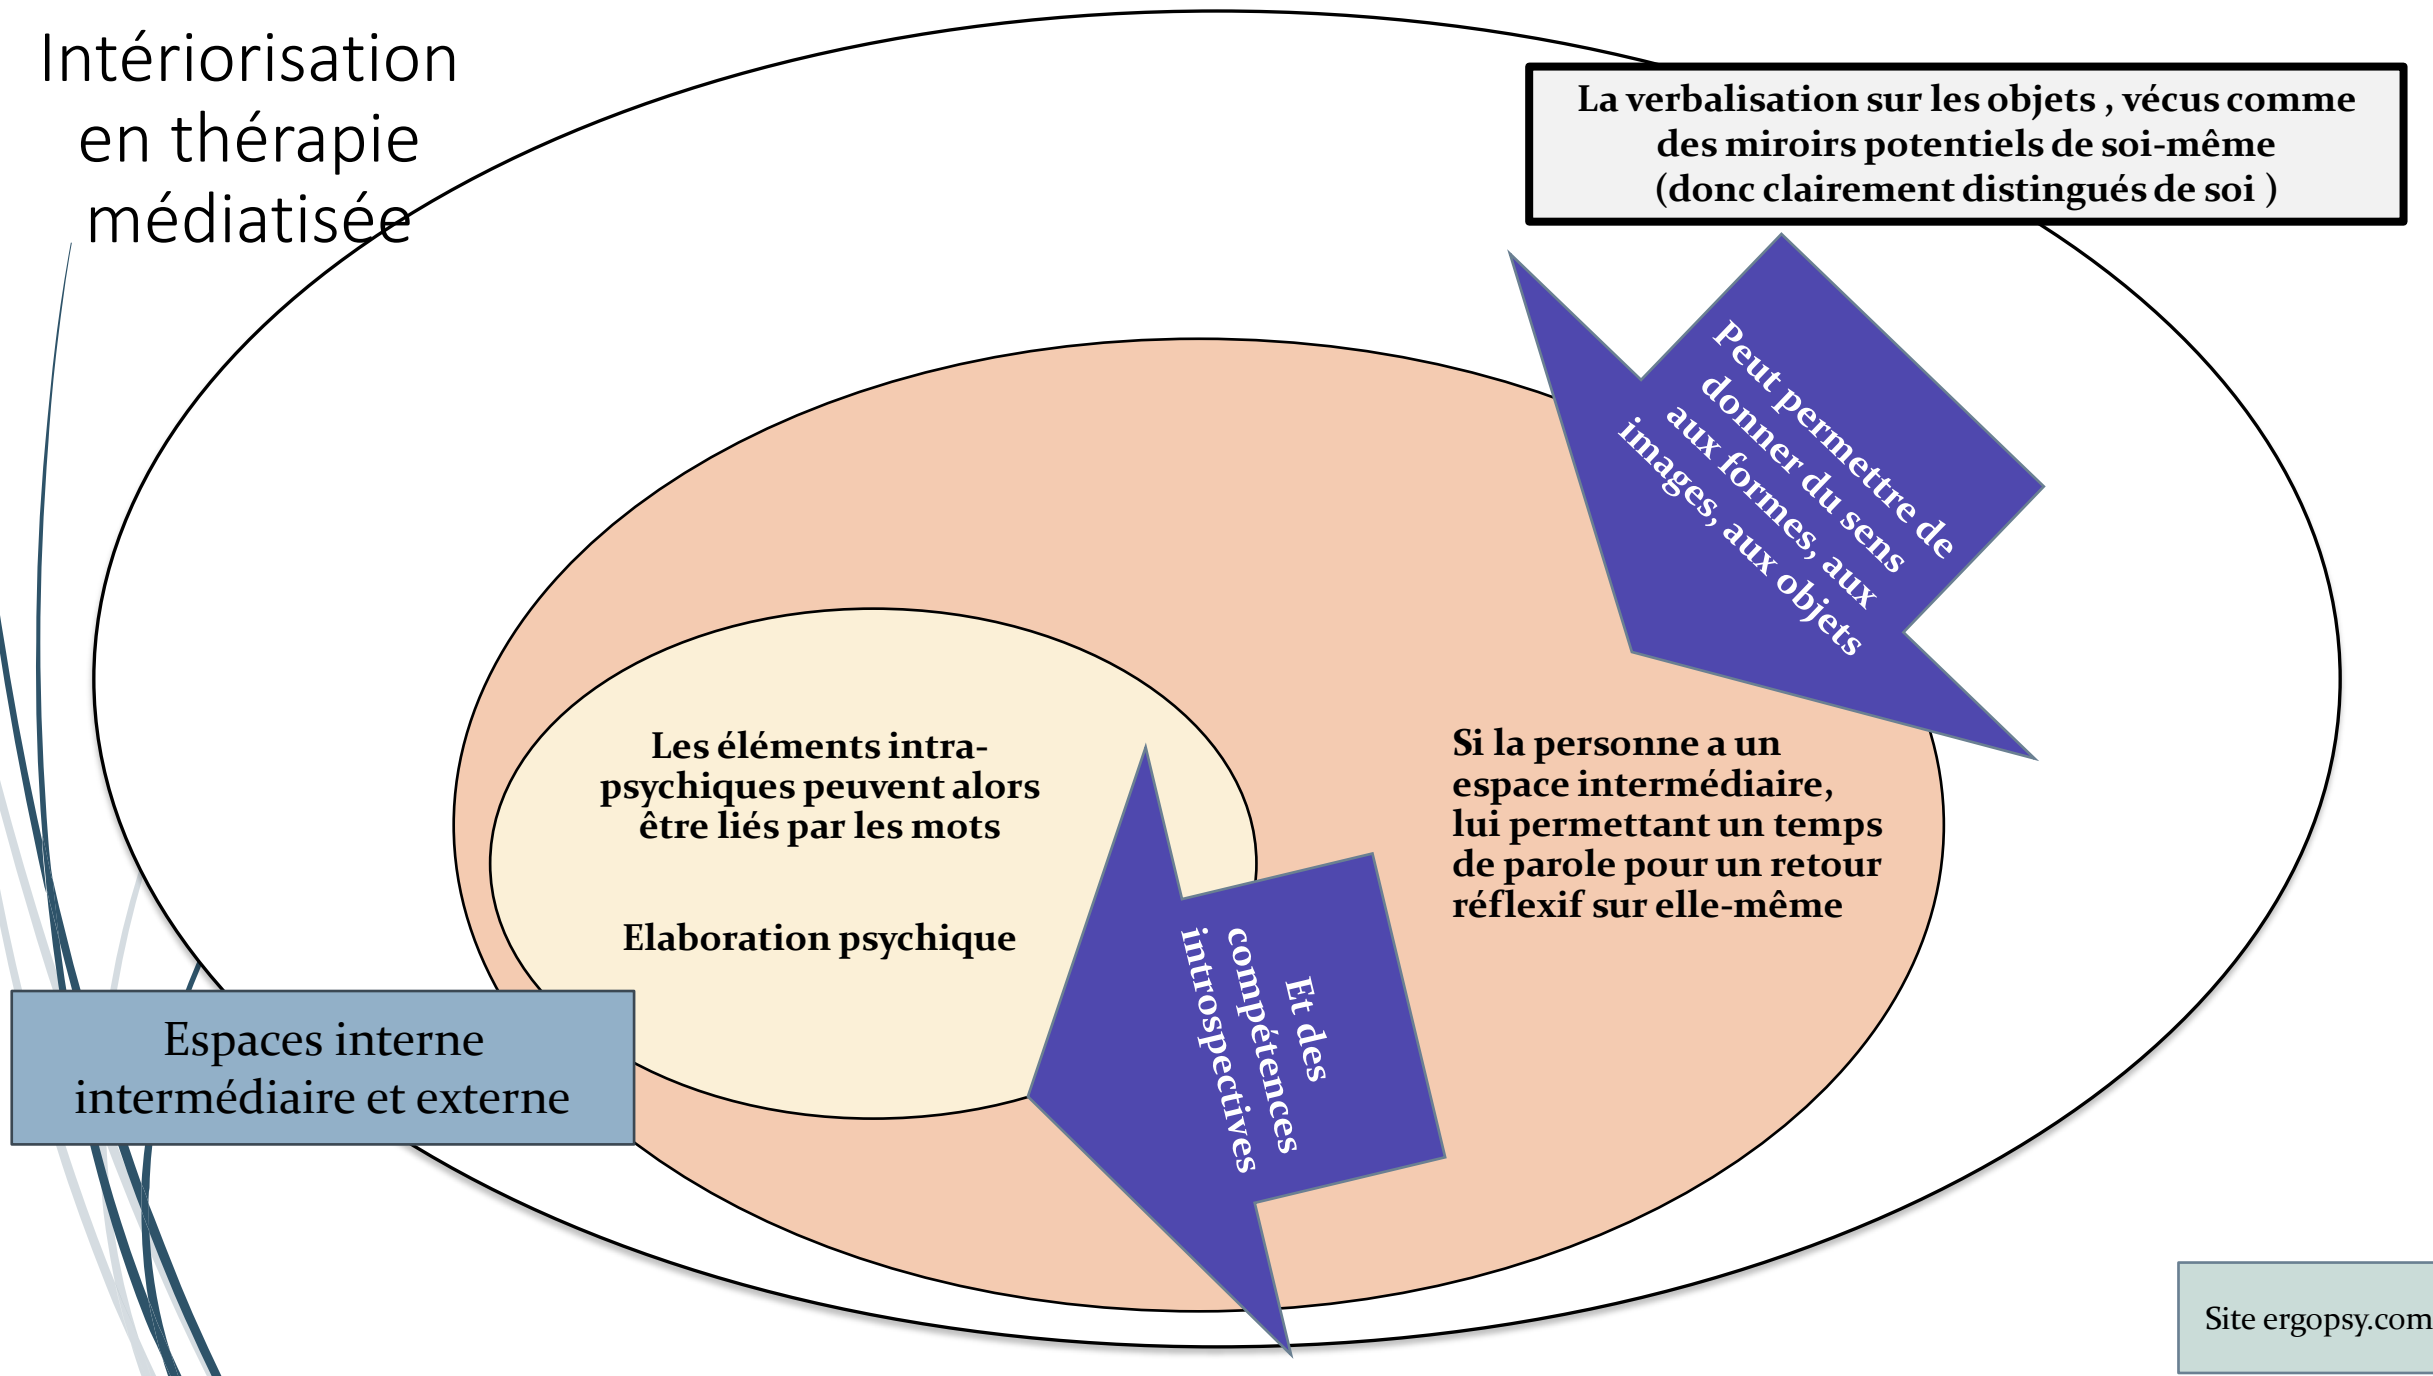 Intériorisation
en thérapie
médiatisée
La verbalisation sur les objets , vécus comme
des miroirs potentiels de soi-même
(donc clairement distingués de soi )
Peut permettre de
donner du sens
aux formes, aux
images, aux objets
Si la personne a un
espace intermédiaire,
lui permettant un temps
de parole pour un retour
réflexif sur elle-même
Et des
compétences
introspectives
Les éléments intra-
psychiques peuvent alors
être liés par les mots
Elaboration psychique
Espaces interne
intermédiaire et externe
Site ergopsy.com